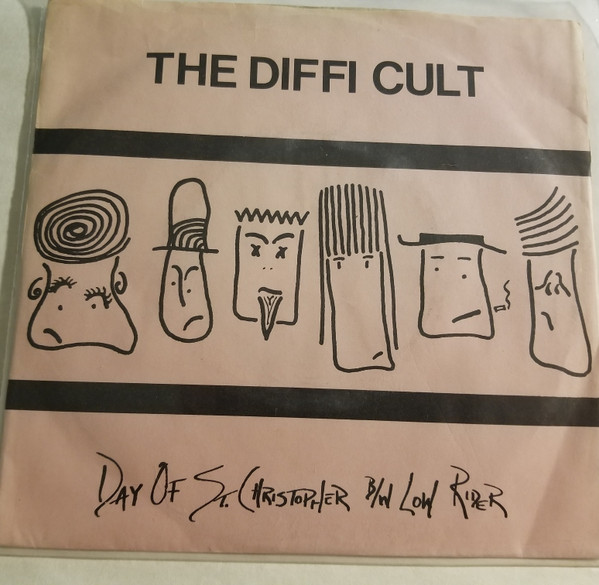 THE DIFFI CULT
DAY OF ST. CHRISTOPHER B/W LOW RIDER